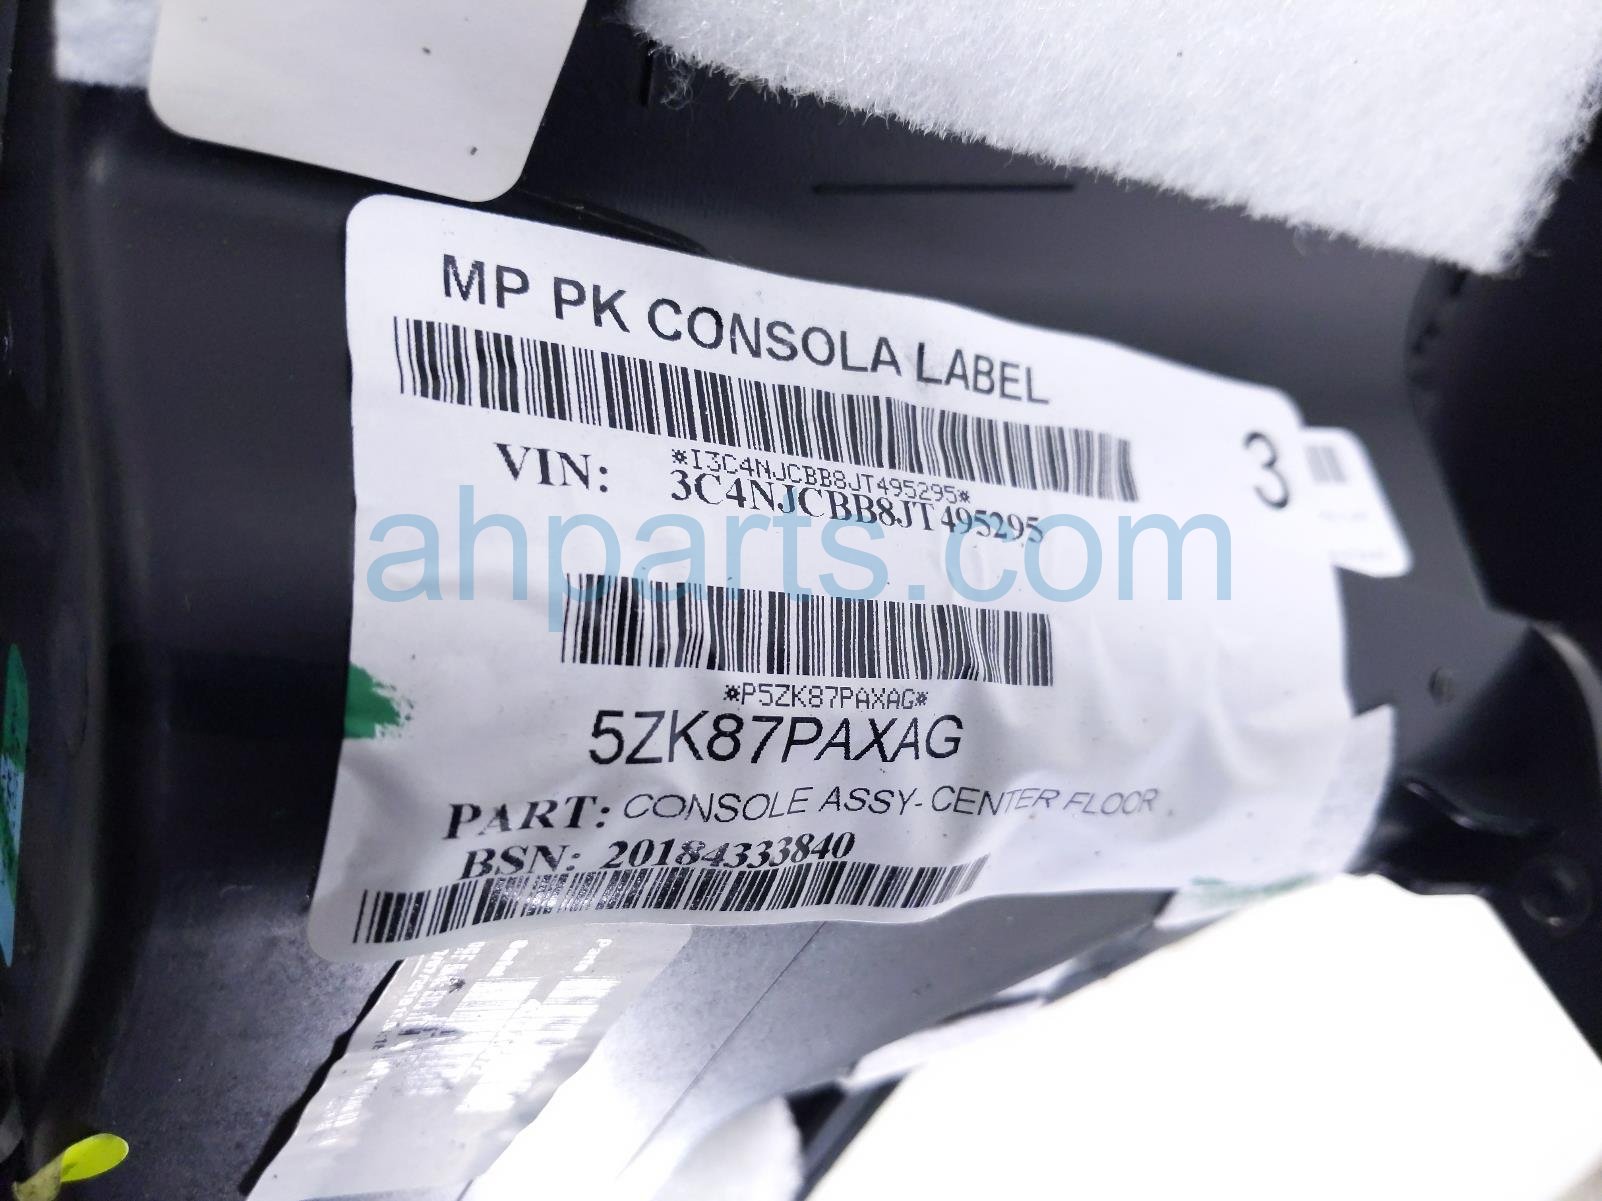 MP PK CONSOLA LABEL
*I3C4NJCBB8JT495295*
VIN: 3C4NJCBB8JT495295
3
ahparts.com
*P5ZK87PAXAG*
5ZK87PAXAG
PART: CONSOLE ASSY-CENTER FLOOR
BSN: 20184333840